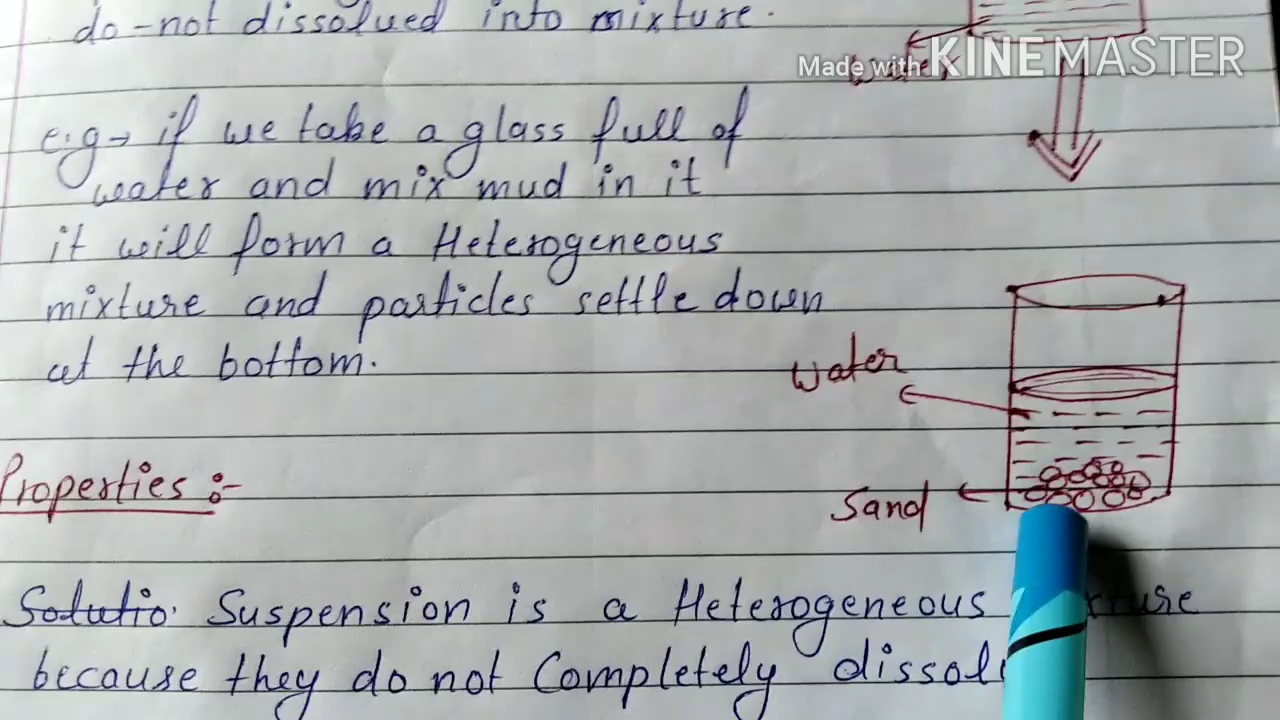 do-not dissolved into mixture.
water
Made with KINEMASTER
e.g → if we take a glass full of
water and mix mud in it
it will form a Heterogeneous
mixture and particles settle down
at the bottom.
water
Sand
Properties :-
Solutio. Suspension is a Heterogeneous
because they do not Completely dissol